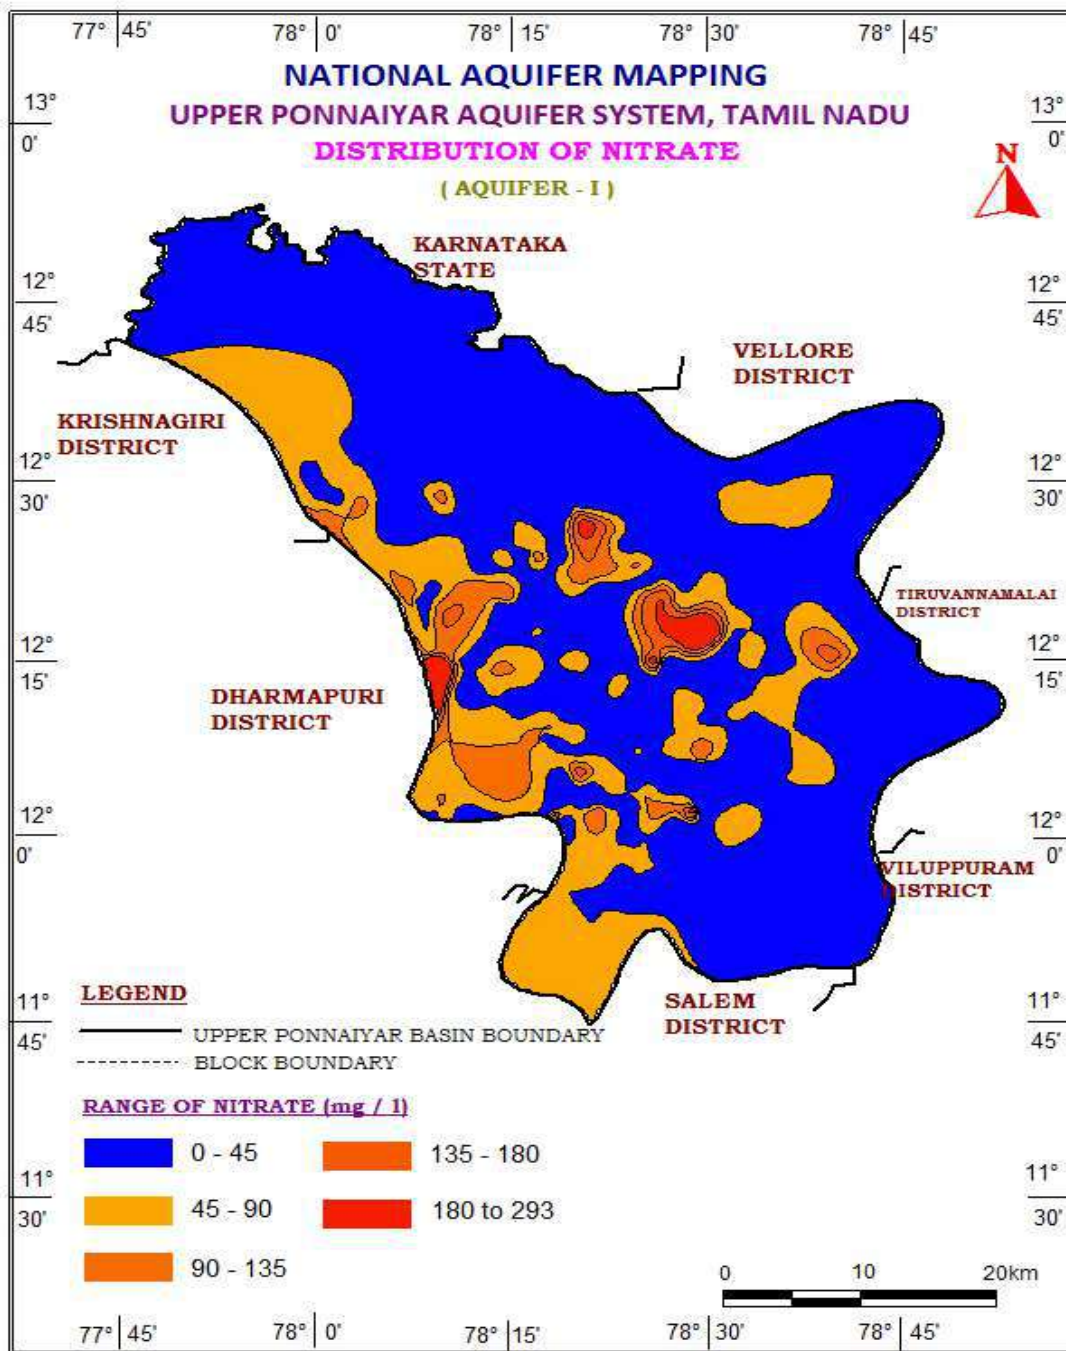 77° 45' 78° 0' 78° 15' 78° 30' 78° 45'
NATIONAL AQUIFER MAPPING
UPPER PONNAIYAR AQUIFER SYSTEM, TAMIL NADU
DISTRIBUTION OF NITRATE
( AQUIFER - I )
13°
0'
13°
0'
N
KARNATAKA
STATE
12°
45'
12°
45'
VELLORE
DISTRICT
KRISHNAGIRI
DISTRICT
12°
30'
12°
30'
TIRUVANNAMALAI
DISTRICT
12°
15'
12°
15'
DHARMAPURI
DISTRICT
12°
0'
12°
0'
VILUPPURAM
DISTRICT
SALEM
DISTRICT
11°
45'
11°
45'
LEGEND
UPPER PONNAIYAR BASIN BOUNDARY
BLOCK BOUNDARY
RANGE OF NITRATE (mg / l)
0 - 45
135 - 180
45 - 90
180 to 293
90 - 135
11°
30'
11°
30'
0 10 20km
77° 45' 78° 0' 78° 15' 78° 30' 78° 45'